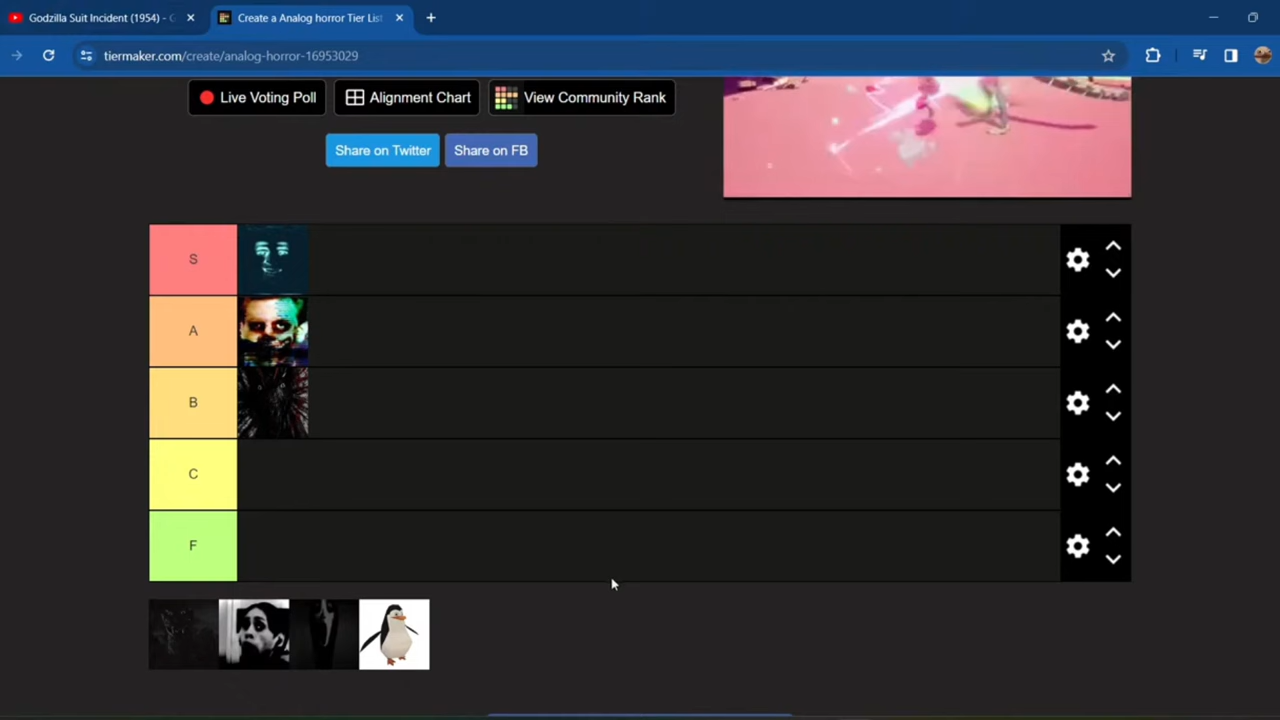 Godzilla Suit Incident (1954) - G
Create a Analog horror Tier List
tiermaker.com/create/analog-horror-16953029
Live Voting Poll
Alignment Chart
View Community Rank
Share on Twitter
Share on FB
S
A
B
C
F